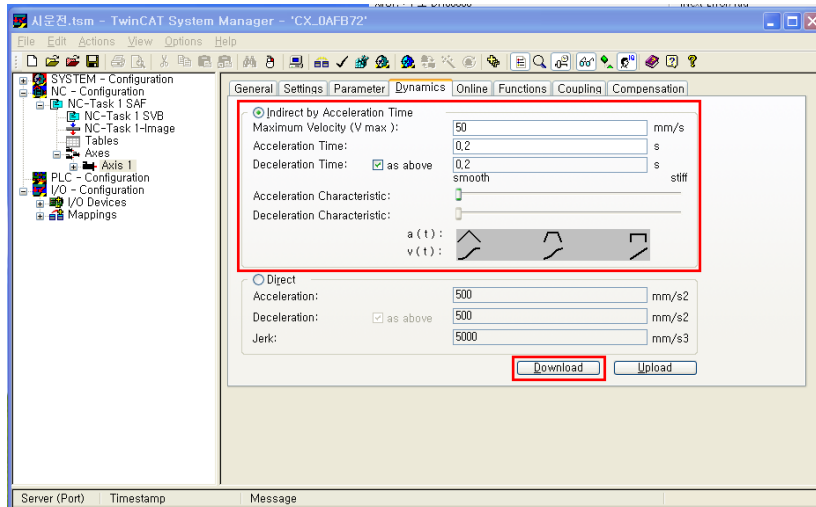 시운전.tsm - TwinCAT System Manager - 'CX_0AFB72'
File Edit Actions View Options Help
SYSTEM - Configuration
NC - Configuration
NC-Task 1 SAF
NC-Task 1 SVB
NC-Task 1-Image
Tables
Axes
Axis 1
PLC - Configuration
I/O - Configuration
I/O Devices
Mappings
General Settings Parameter Dynamics Online Functions Coupling Compensation
Indirect by Acceleration Time
Maximum Velocity (V max ): 50 mm/s
Acceleration Time: 0,2 s
Deceleration Time: as above 0,2 s
smooth stiff
Acceleration Characteristic:
Deceleration Characteristic:
a(t):
v(t):
Direct
Acceleration: 500 mm/s2
Deceleration: as above 500 mm/s2
Jerk: 5000 mm/s3
Download Upload
Server (Port) Timestamp Message